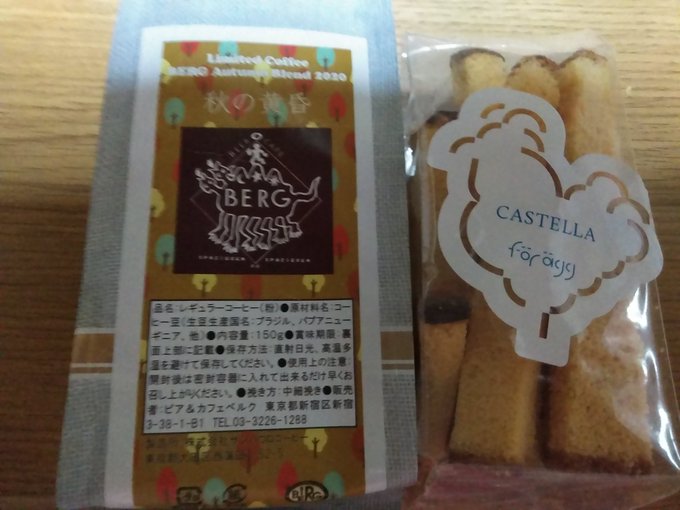 Limited Coffee
BERG Autumn Blend 2020
秋の黄昏
BEER & CAFE
BERG
品名:レギュラーコーヒー(粉)●原材料名:コー
ヒー豆(生豆生産国名:ブラジル、パプアニュー
ギニア、他)●内容量:150g●賞味期限:裏
面上部に記載●保存方法:直射日光、高温多
湿を避けて保存してください。●使用上の注意:
開封後は密封容器に入れて出来るだけ早くお
召し上がりください。●挽き方:中細挽き●販売
者:ビア&カフェベルク 東京都新宿区新宿
3-38-1-B1 TEL.03-3226-1288
CASTELLA
för ägg